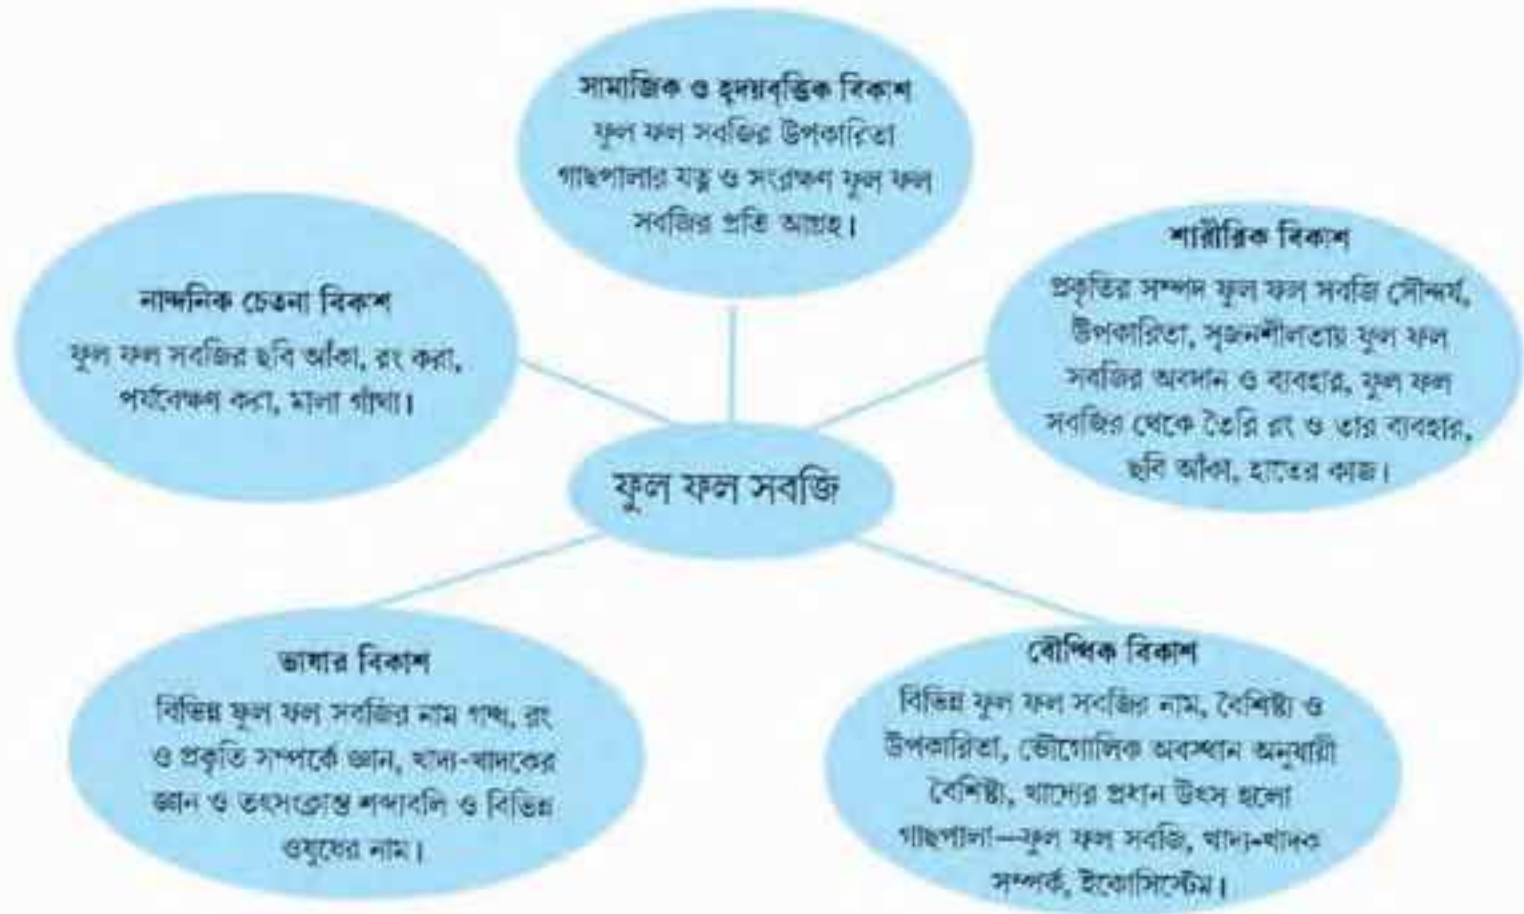 সামাজিক ও হৃদয়বৃত্তিক বিকাশ
ফুল ফল সবজির উপকারিতা
গাছপালার যত্ন ও সংরক্ষণ ফুল ফল
সবজির প্রতি আগ্রহ।
নান্দনিক চেতনা বিকাশ
ফুল ফল সবজির ছবি আঁকা, রং করা,
পর্যবেক্ষণ করা, মালা গাঁথা।
শারীরিক বিকাশ
প্রকৃতির সম্পদ ফুল ফল সবজি সৌন্দর্য,
উপকারিতা, সৃজনশীলতায় ফুল ফল
সবজির অবদান ও ব্যবহার, ফুল ফল
সবজির থেকে তৈরি রং ও তার ব্যবহার,
ছবি আঁকা, হাতের কাজ।
ফুল ফল সবজি
ভাষার বিকাশ
বিভিন্ন ফুল ফল সবজির নাম গন্ধ, রং
ও প্রকৃতি সম্পর্কে জ্ঞান, খাদ্য-খাদকের
জ্ঞান ও তৎসংক্রান্ত শব্দাবলি ও বিভিন্ন
ওষুধের নাম।
বৌদ্ধিক বিকাশ
বিভিন্ন ফুল ফল সবজির নাম, বৈশিষ্ট্য ও
উপকারিতা, ভৌগোলিক অবস্থান অনুযায়ী
বৈশিষ্ট্য, খাদ্যের প্রধান উৎস হলো
গাছপালা—ফুল ফল সবজি, খাদ্য-খাদক
সম্পর্ক, ইকোসিস্টেম।